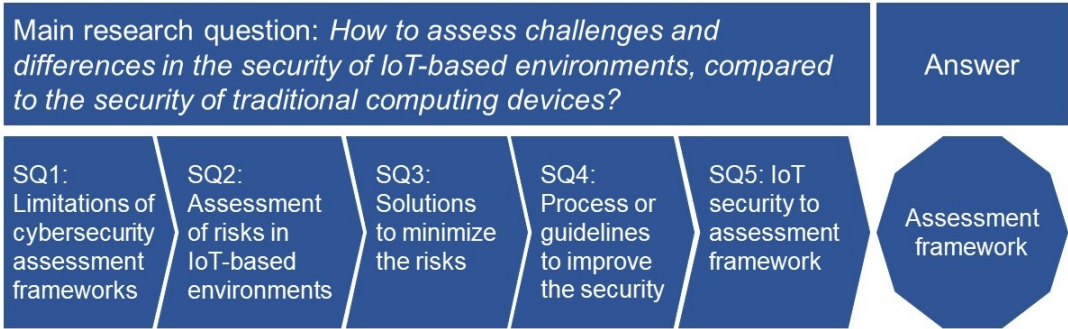 Main research question: How to assess challenges and
differences in the security of IoT-based environments, compared
to the security of traditional computing devices?
Answer
SQ1:
Limitations of
cybersecurity
assessment
frameworks
SQ2:
Assessment
of risks in
IoT-based
environments
SQ3:
Solutions
to minimize
the risks
SQ4:
Process or
guidelines
to improve
the security
SQ5: IoT
security to
assessment
framework
Assessment
framework